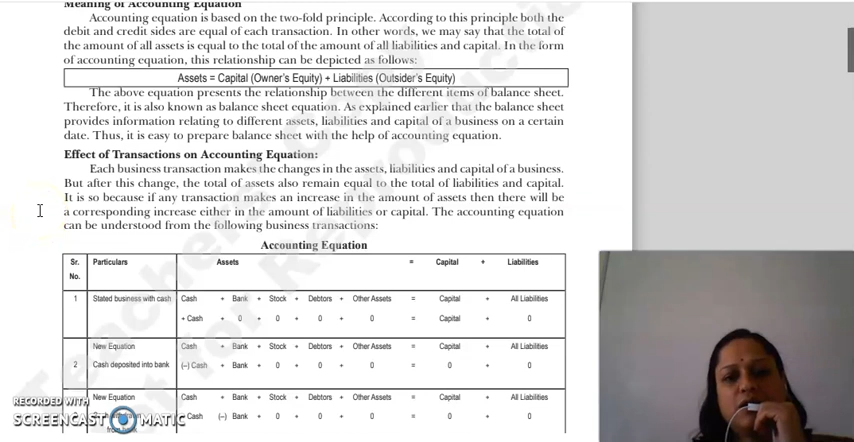 Meaning of Accounting Equation
Accounting equation is based on the two-fold principle. According to this principle both the
debit and credit sides are equal of each transaction. In other words, we may say that the total of
the amount of all assets is equal to the total of the amount of all liabilities and capital. In the form
of accounting equation, this relationship can be depicted as follows:
Assets = Capital (Owner's Equity) + Liabilities (Outsider's Equity)
The above equation presents the relationship between the different items of balance sheet.
Therefore, it is also known as balance sheet equation. As explained earlier that the balance sheet
provides information relating to different assets, liabilities and capital of a business on a certain
date. Thus, it is easy to prepare balance sheet with the help of accounting equation.
Effect of Transactions on Accounting Equation:
Each business transaction makes the changes in the assets, liabilities and capital of a business.
But after this change, the total of assets also remain equal to the total of liabilities and capital.
It is so because if any transaction makes an increase in the amount of assets then there will be
a corresponding increase either in the amount of liabilities or capital. The accounting equation
can be understood from the following business transactions:
Accounting Equation
Sr. No. Particulars Assets = Capital + Liabilities
1 Stated business with cash Cash + Bank + Stock + Debtors + Other Assets = Capital + All Liabilities
+ Cash + 0 + 0 + 0 + 0 = Capital + 0
New Equation Cash + Bank + Stock + Debtors + Other Assets = Capital + All Liabilities
2 Cash deposited into bank (–) Cash + Bank + 0 + 0 + 0 = 0 + 0
New Equation Cash + Bank + Stock + Debtors + Other Assets = Capital + All Liabilities
Cash (–) Bank + 0 + 0 + 0 = 0 + 0
RECORDED WITH
SCREENCAST MATIC